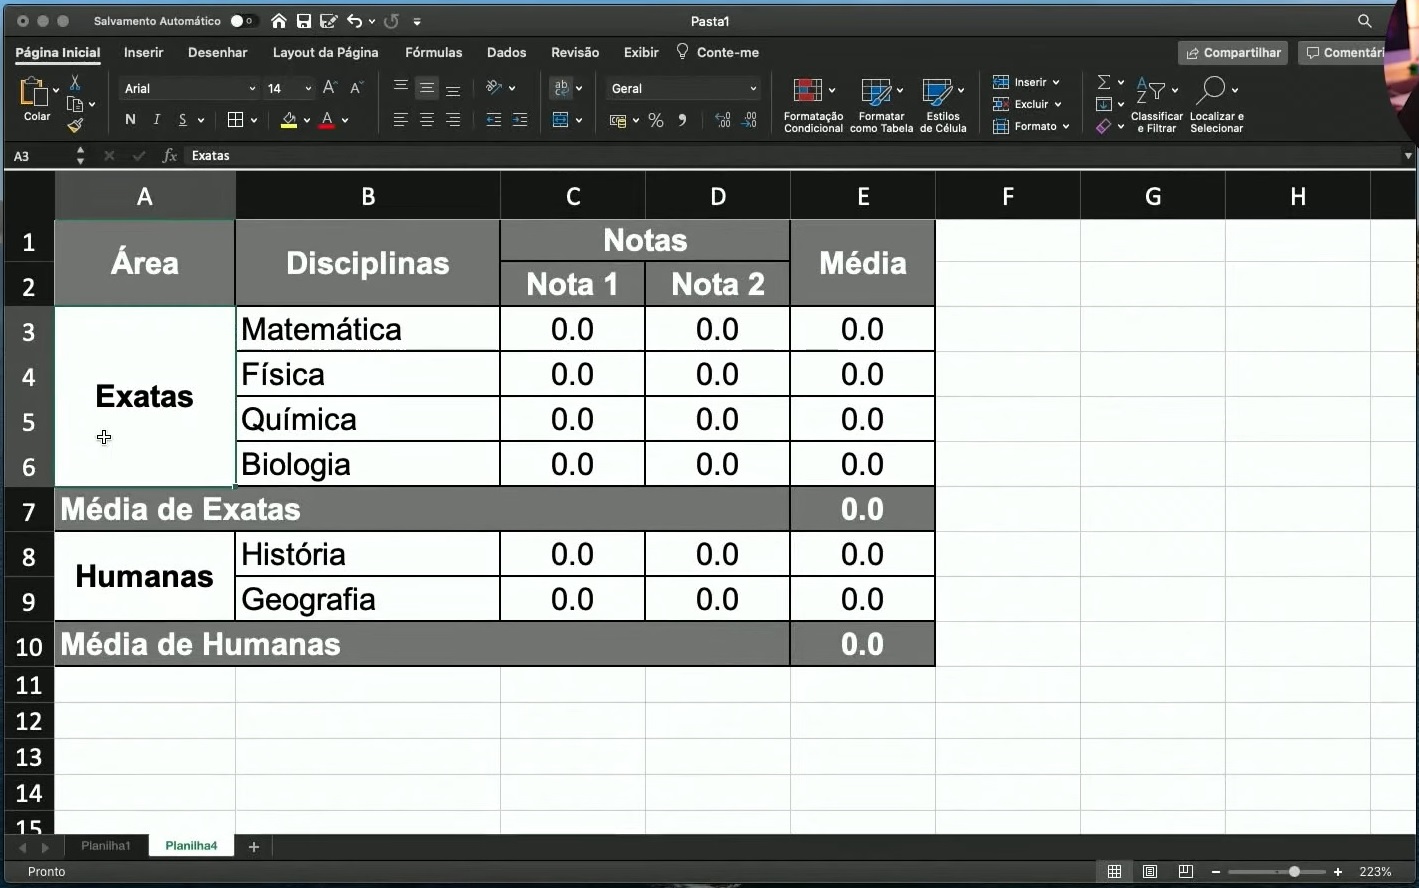 Salvamento Automático
Pasta1
Página Inicial Inserir Desenhar Layout da Página Fórmulas Dados Revisão Exibir Conte-me Compartilhar Comentári
Colar
Arial 14
N I S
A
ab
Geral
%
Formatação Condicional
Formatar como Tabela
Estilos de Célula
Inserir
Excluir
Formato
Classificar e Filtrar
Localizar e Selecionar
A3 fx Exatas
A B C D E F G H
1 Área Disciplinas Notas Média
2 Nota 1 Nota 2
3 Exatas Matemática 0.0 0.0 0.0
4 Física 0.0 0.0 0.0
5 Química 0.0 0.0 0.0
6 Biologia 0.0 0.0 0.0
7 Média de Exatas 0.0
8 Humanas História 0.0 0.0 0.0
9 Geografia 0.0 0.0 0.0
10 Média de Humanas 0.0
11
12
13
14
15
Planilha1 Planilha4 +
Pronto
223%